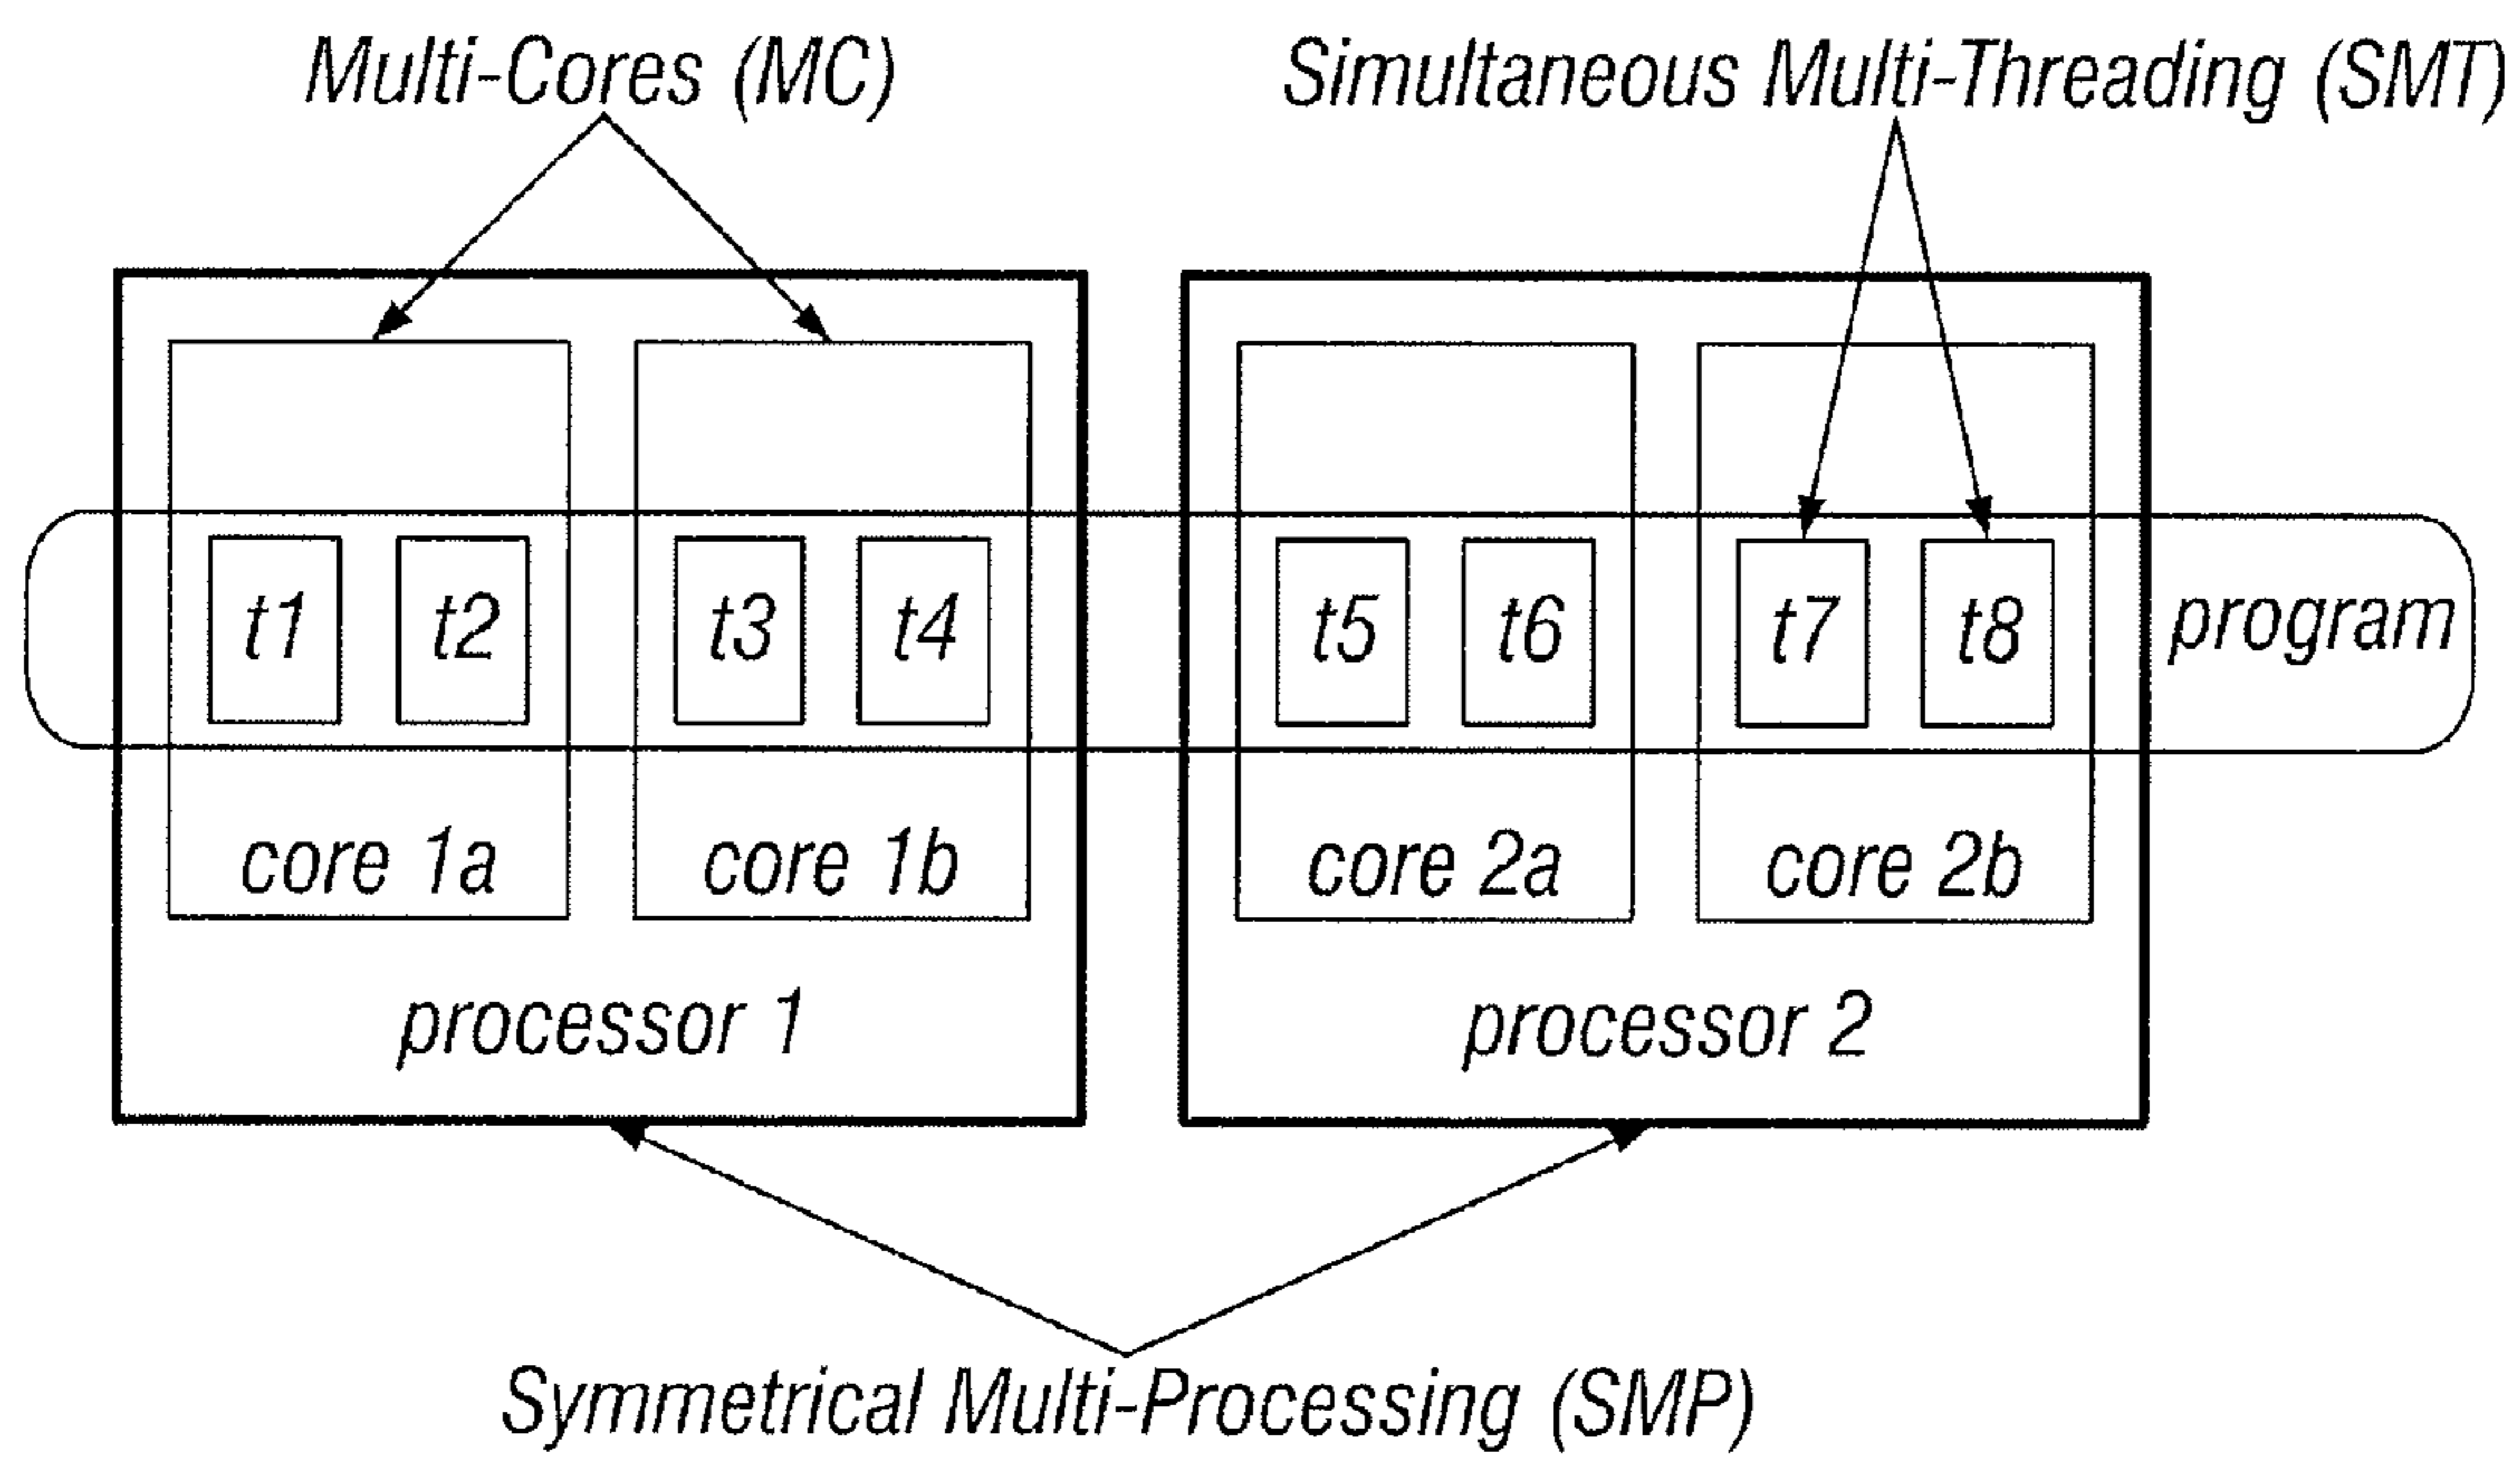 Multi-Cores (MC)
Simultaneous Multi-Threading (SMT)
t1 t2 t3 t4 t5 t6 t7 t8 program
core 1a core 1b core 2a core 2b
processor 1 processor 2
Symmetrical Multi-Processing (SMP)